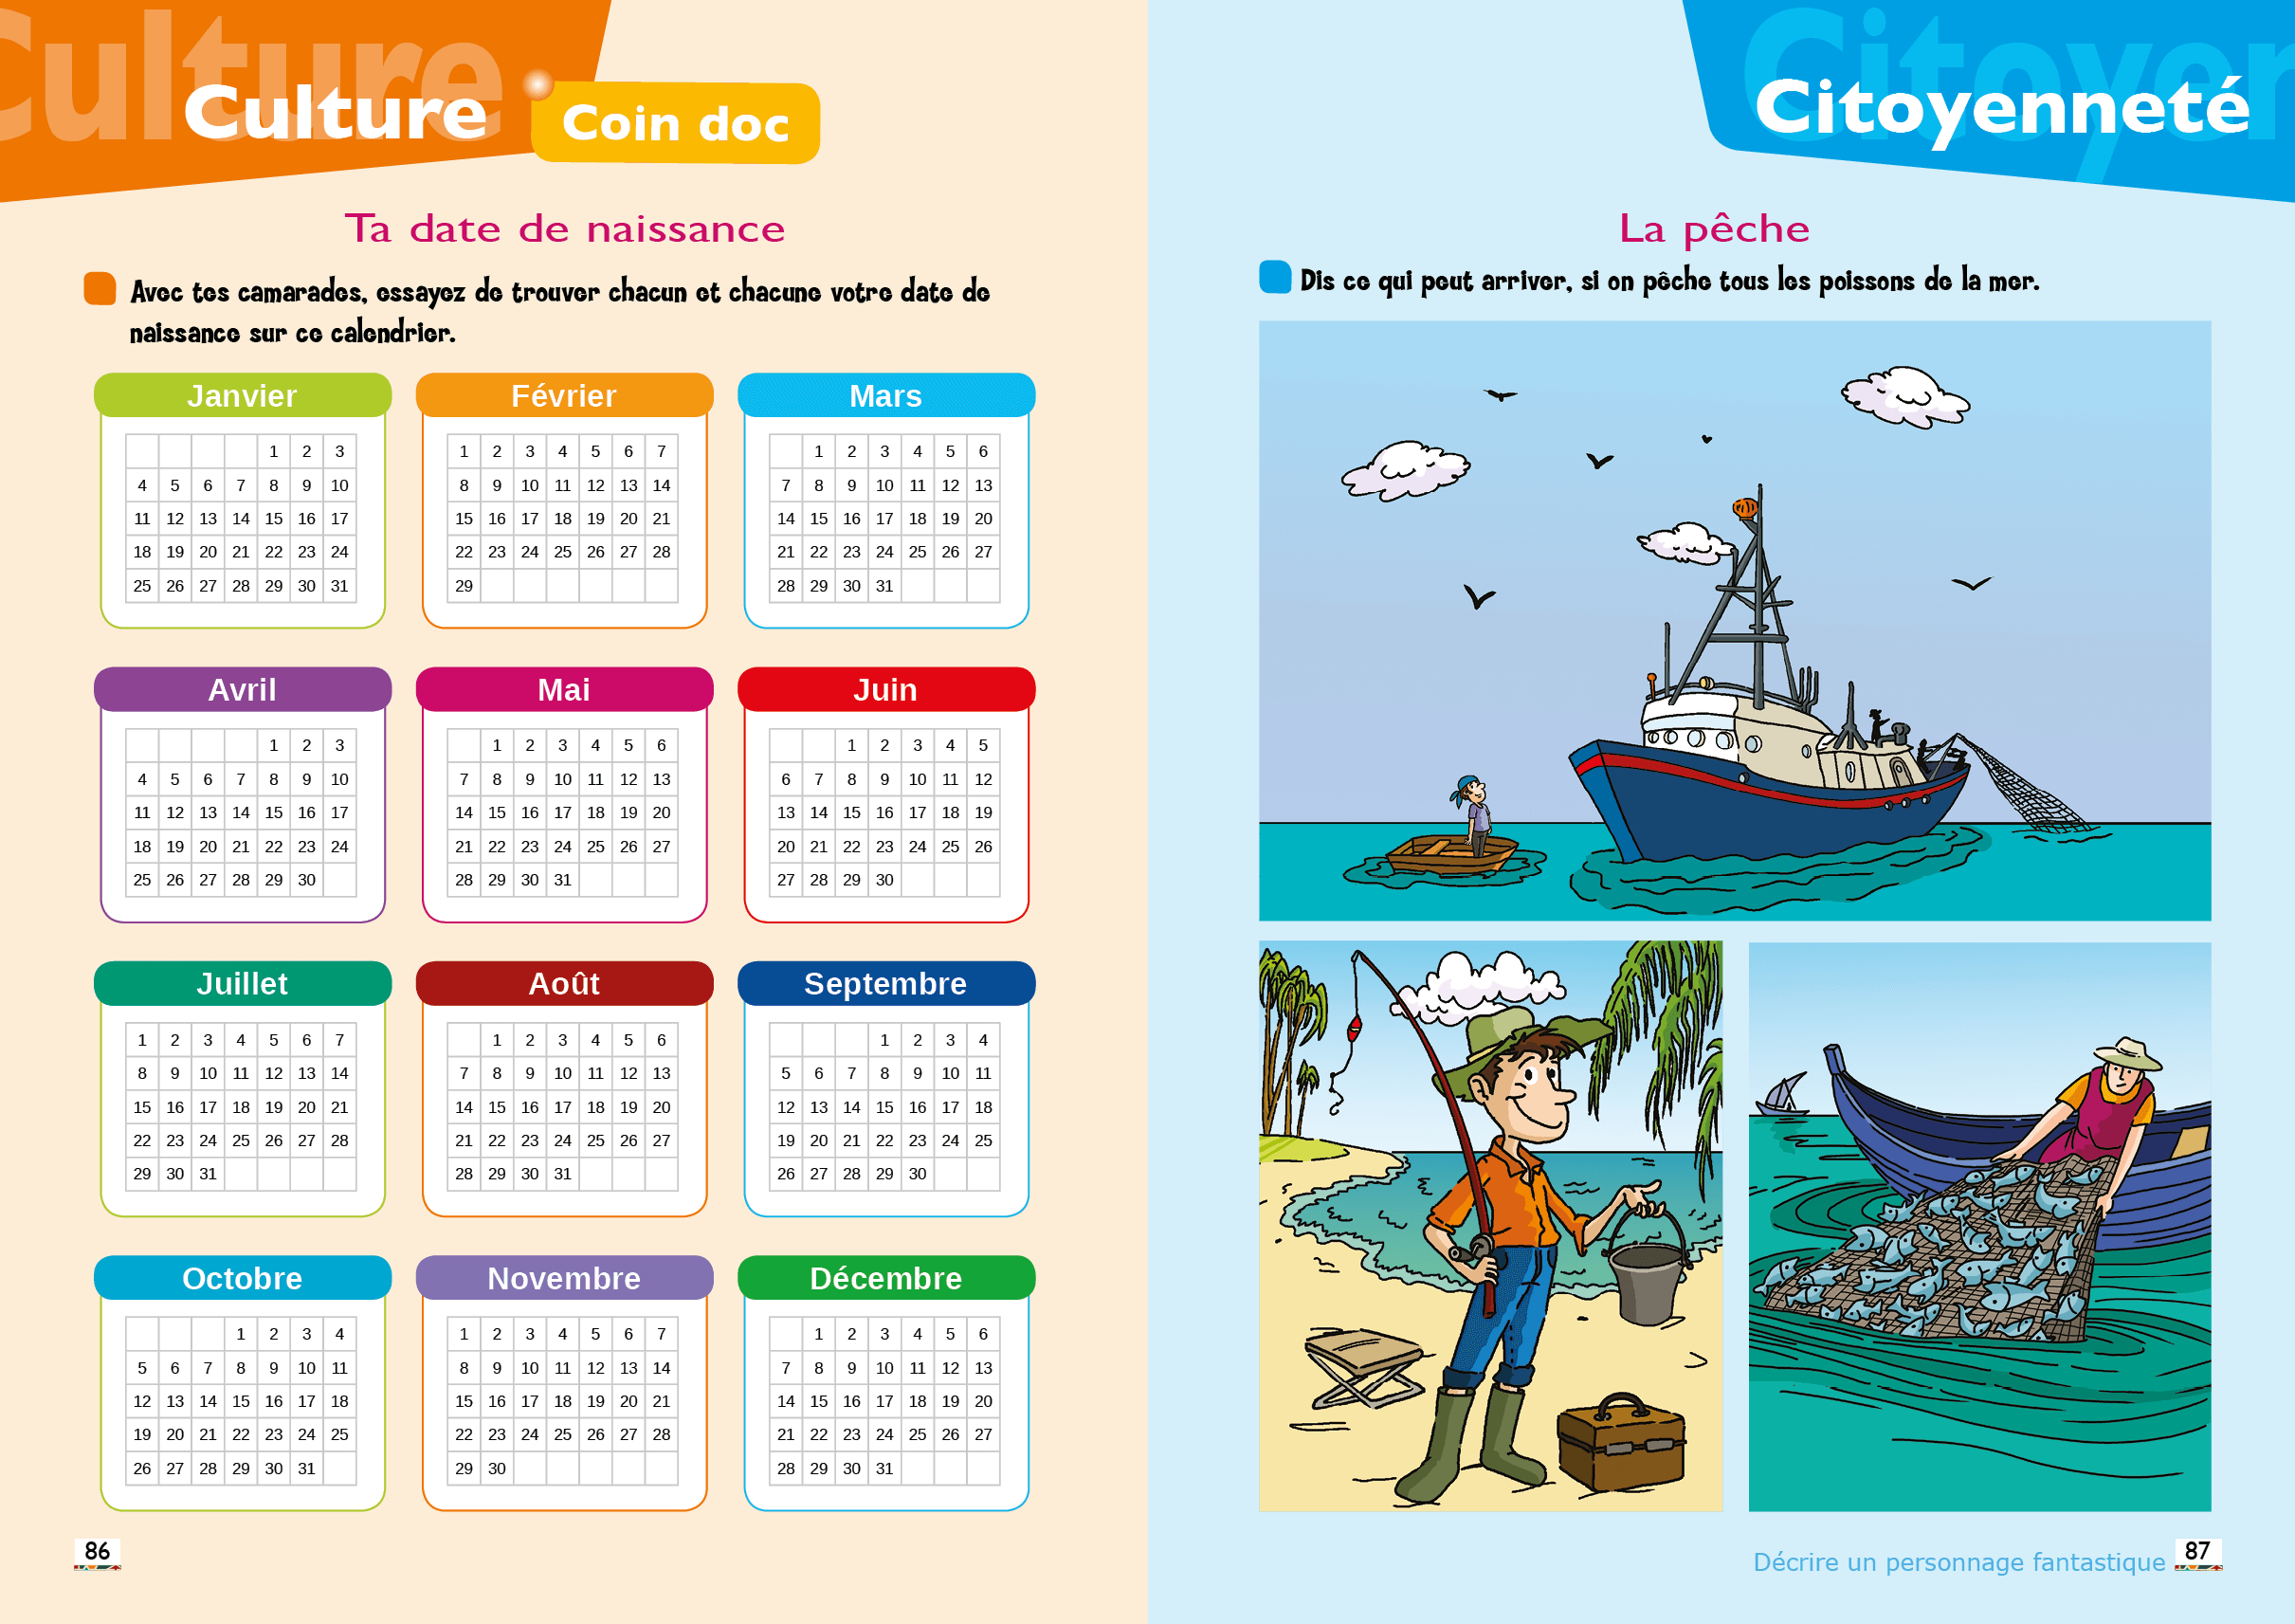 Culture
Culture
Coin doc
Ta date de naissance
Avec tes camarades, essayez de trouver chacun et chacune votre date de
naissance sur ce calendrier.
Janvier
1 2 3
4 5 6 7 8 9 10
11 12 13 14 15 16 17
18 19 20 21 22 23 24
25 26 27 28 29 30 31
Février
1 2 3 4 5 6 7
8 9 10 11 12 13 14
15 16 17 18 19 20 21
22 23 24 25 26 27 28
29
Mars
1 2 3 4 5 6
7 8 9 10 11 12 13
14 15 16 17 18 19 20
21 22 23 24 25 26 27
28 29 30 31
Avril
1 2 3
4 5 6 7 8 9 10
11 12 13 14 15 16 17
18 19 20 21 22 23 24
25 26 27 28 29 30
Mai
1 2 3 4 5 6
7 8 9 10 11 12 13
14 15 16 17 18 19 20
21 22 23 24 25 26 27
28 29 30 31
Juin
1 2 3 4 5
6 7 8 9 10 11 12
13 14 15 16 17 18 19
20 21 22 23 24 25 26
27 28 29 30
Juillet
1 2 3 4 5 6 7
8 9 10 11 12 13 14
15 16 17 18 19 20 21
22 23 24 25 26 27 28
29 30 31
Août
1 2 3 4 5 6
7 8 9 10 11 12 13
14 15 16 17 18 19 20
21 22 23 24 25 26 27
28 29 30 31
Septembre
1 2 3 4
5 6 7 8 9 10 11
12 13 14 15 16 17 18
19 20 21 22 23 24 25
26 27 28 29 30
Octobre
1 2 3 4
5 6 7 8 9 10 11
12 13 14 15 16 17 18
19 20 21 22 23 24 25
26 27 28 29 30 31
Novembre
1 2 3 4 5 6 7
8 9 10 11 12 13 14
15 16 17 18 19 20 21
22 23 24 25 26 27 28
29 30
Décembre
1 2 3 4 5 6
7 8 9 10 11 12 13
14 15 16 17 18 19 20
21 22 23 24 25 26 27
28 29 30 31
86
Citoyen
Citoyenneté
La pêche
Dis ce qui peut arriver, si on pêche tous les poissons de la mer.
Décrire un personnage fantastique 87